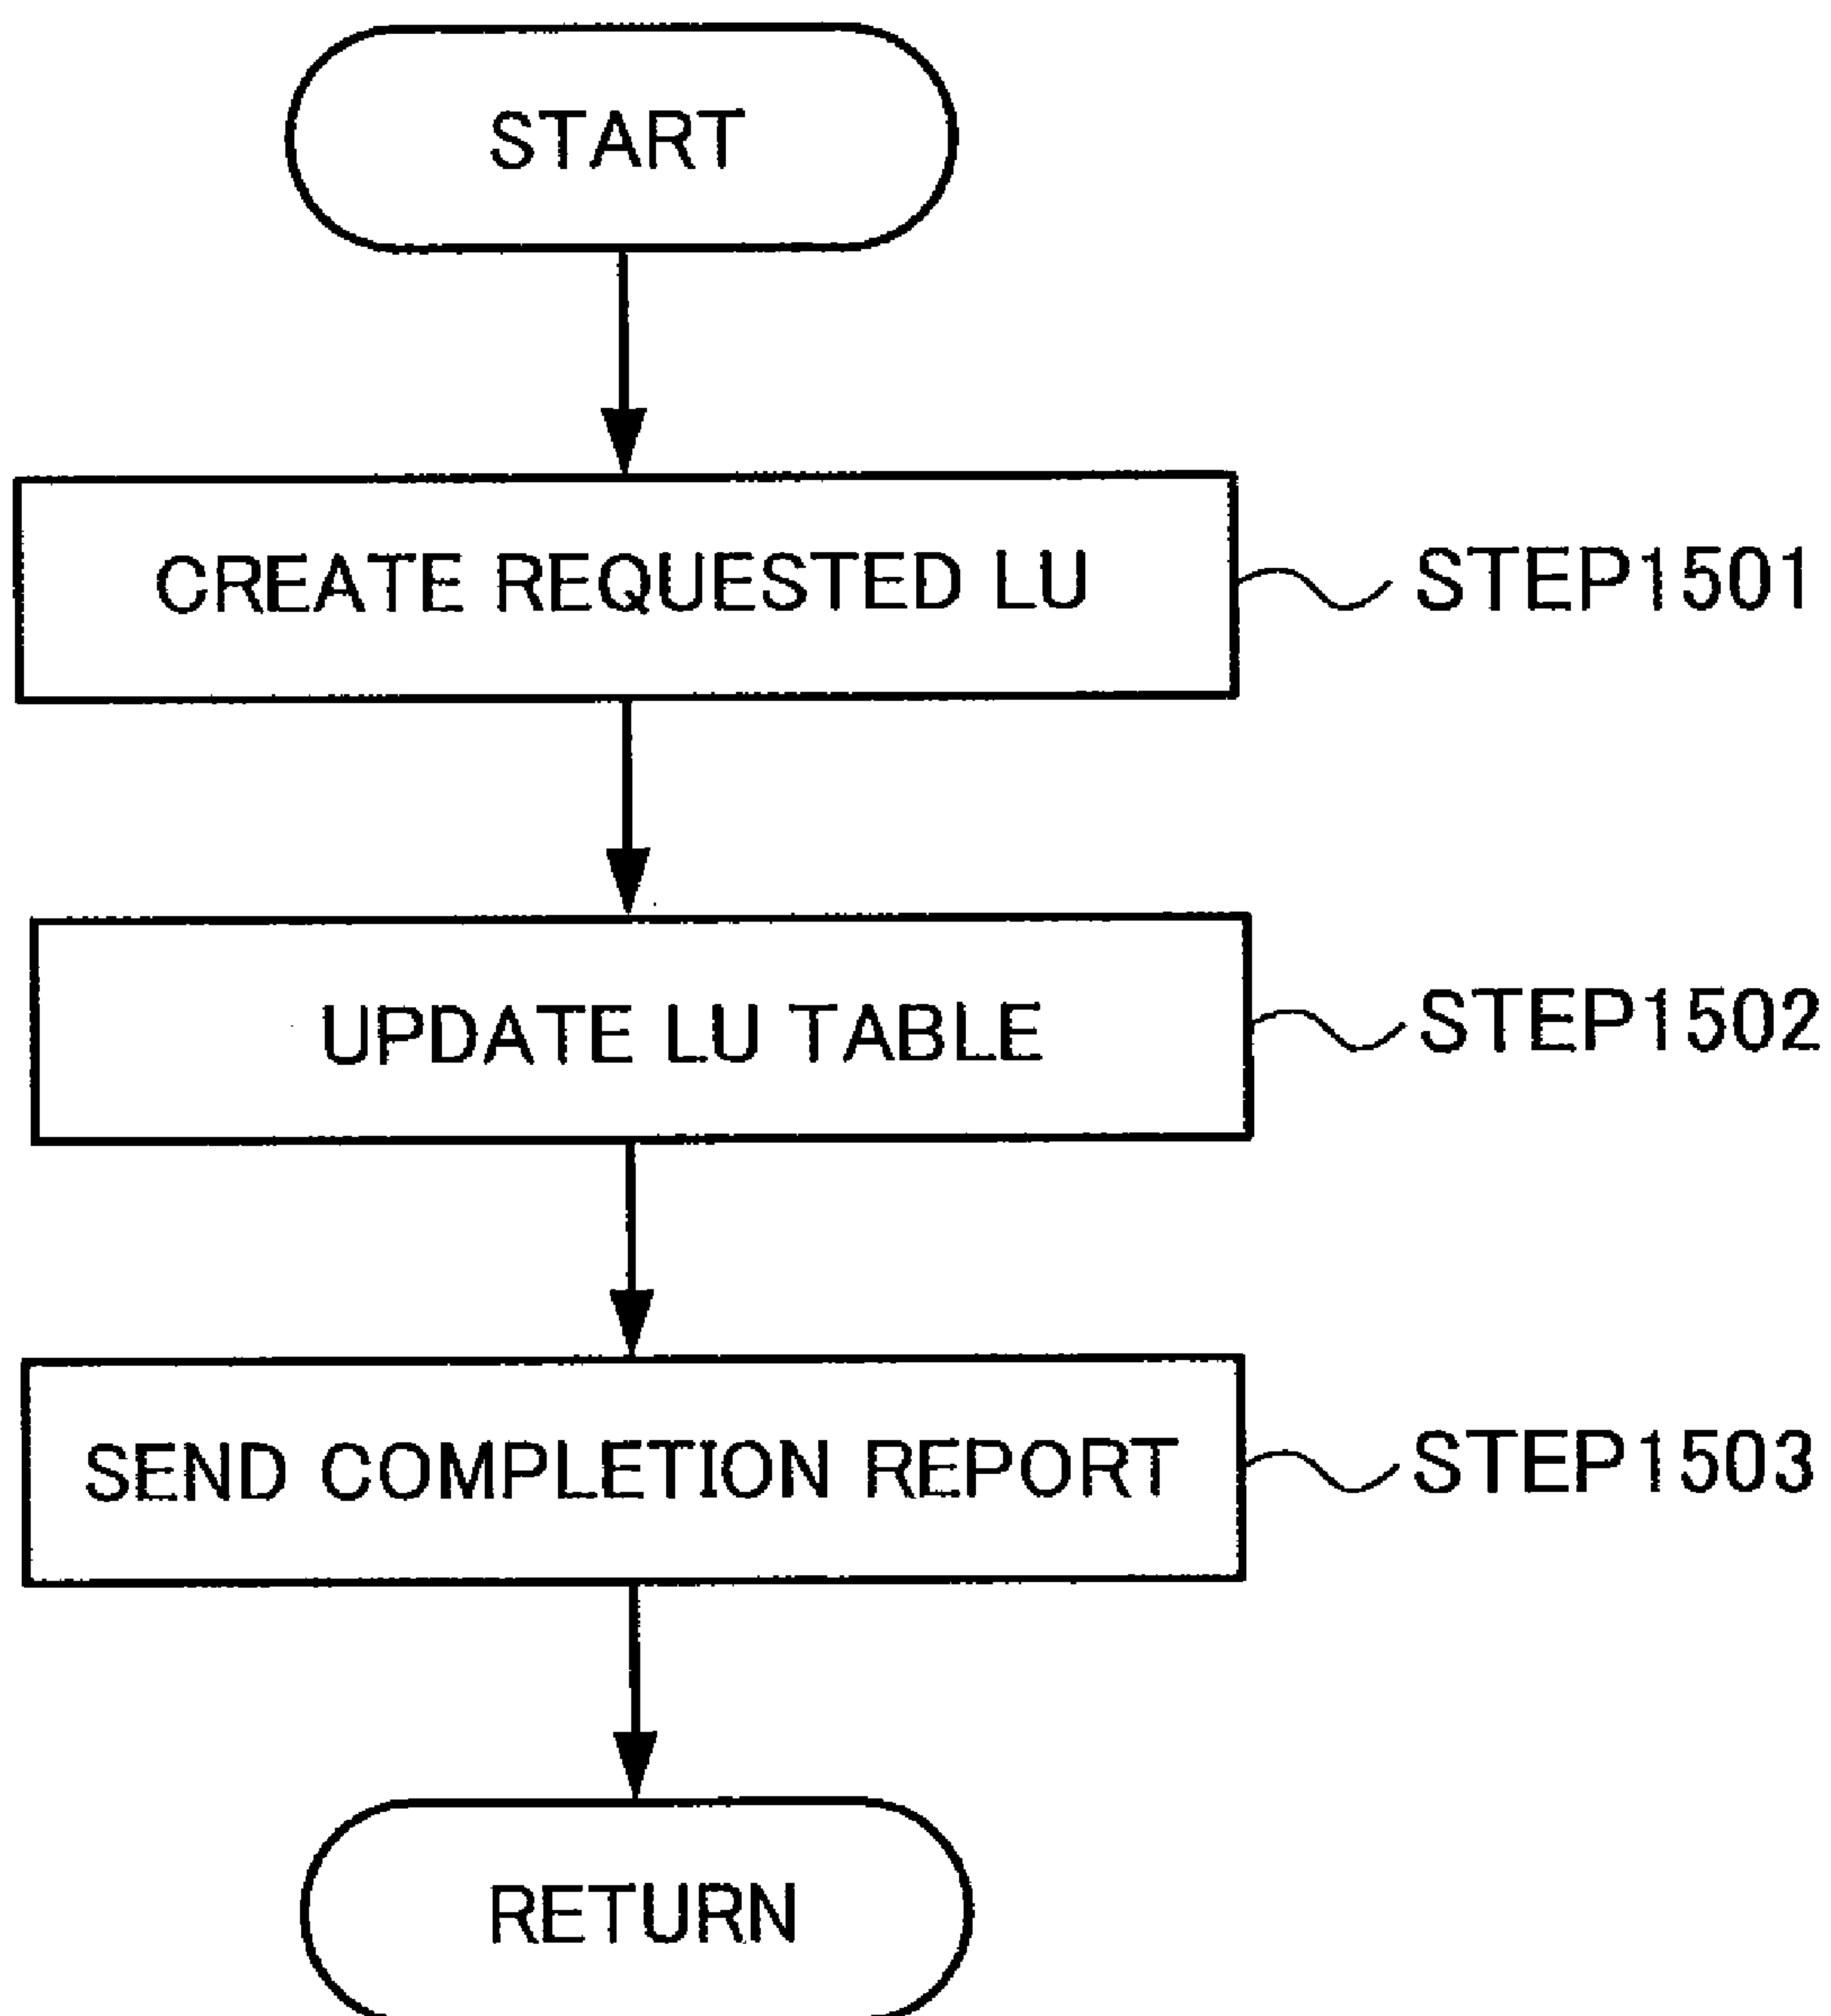 START
CREATE REQUESTED LU
STEP1501
UPDATE LU TABLE
STEP1502
SEND COMPLETION REPORT
STEP1503
RETURN